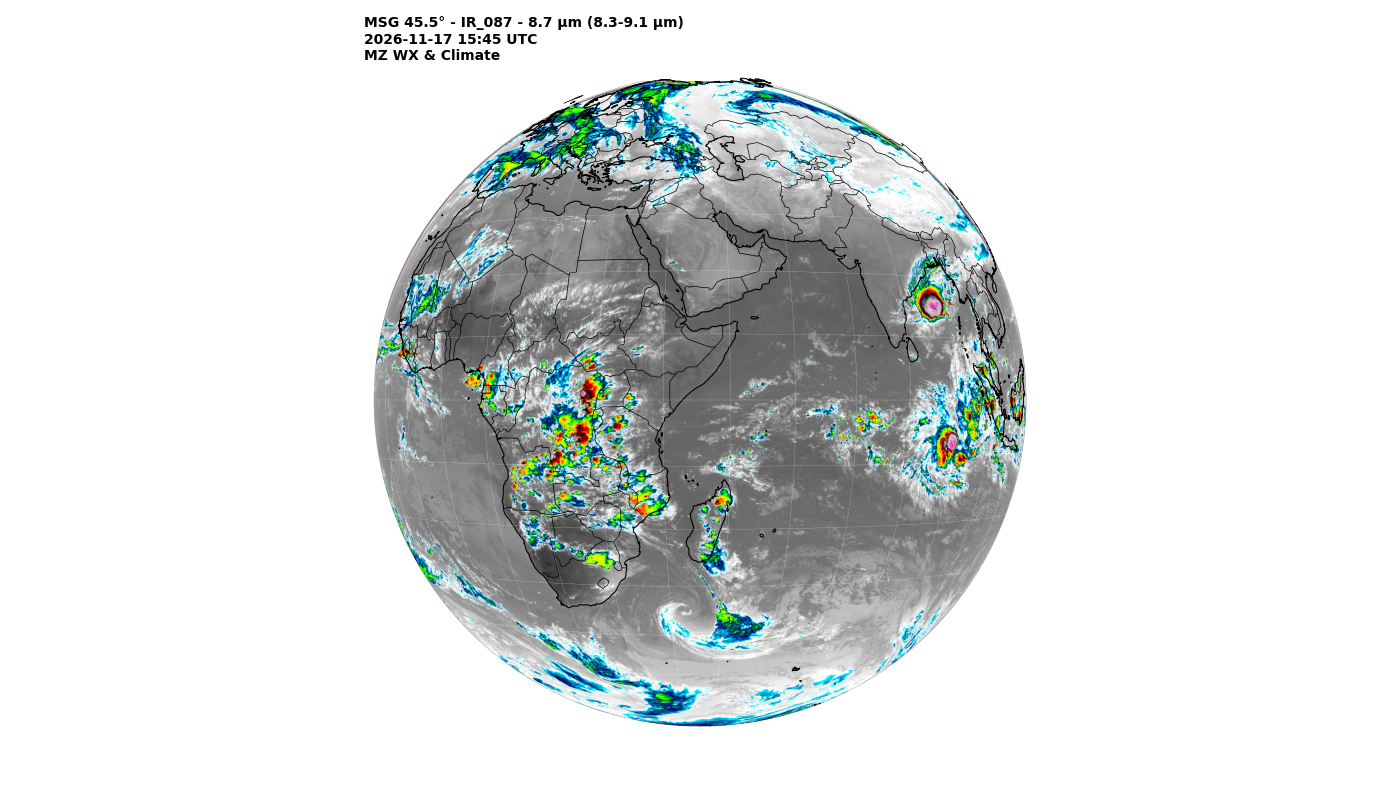 MSG 45.5° - IR_087 - 8.7 µm (8.3-9.1 µm)
2026-11-17 15:45 UTC
MZ WX & Climate